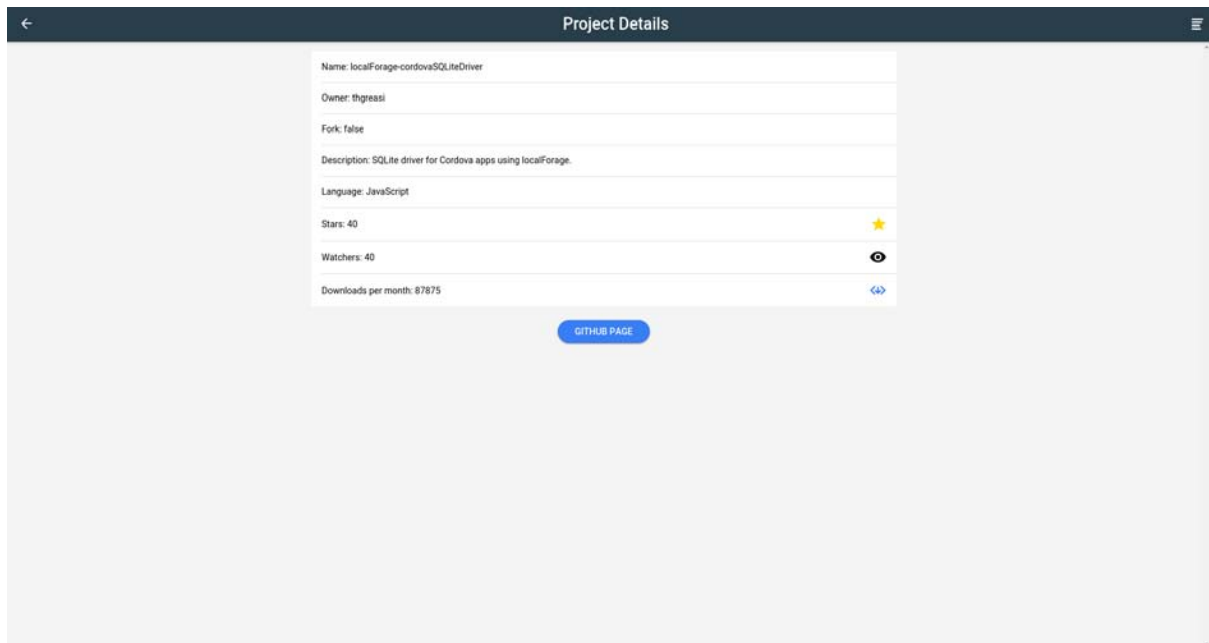 Project Details
Name: localForage-cordovaSQLiteDriver
Owner: thgreasi
Fork: false
Description: SQLite driver for Cordova apps using localForage.
Language: JavaScript
Stars: 40
Watchers: 40
Downloads per month: 87875
GITHUB PAGE